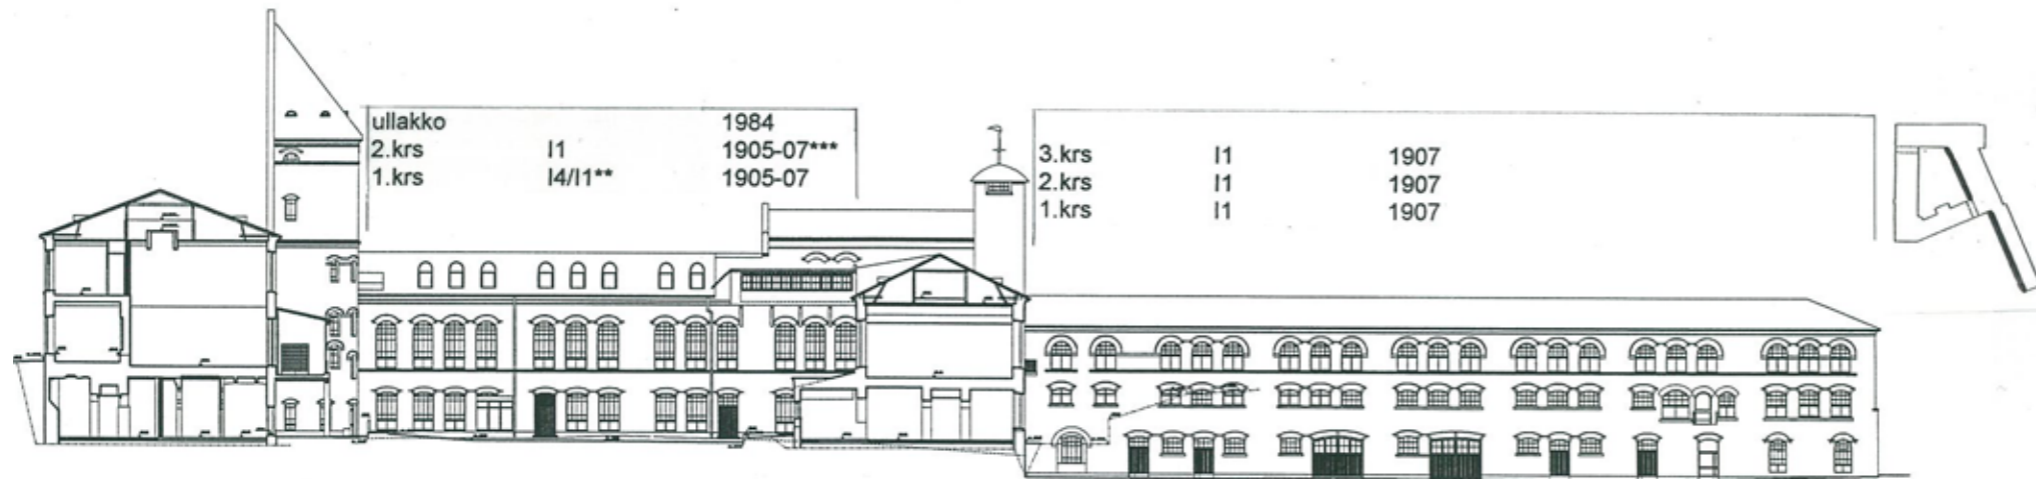 ullakko 1984
2.krs I1 1905-07***
1.krs I4/I1** 1905-07
3.krs I1 1907
2.krs I1 1907
1.krs I1 1907